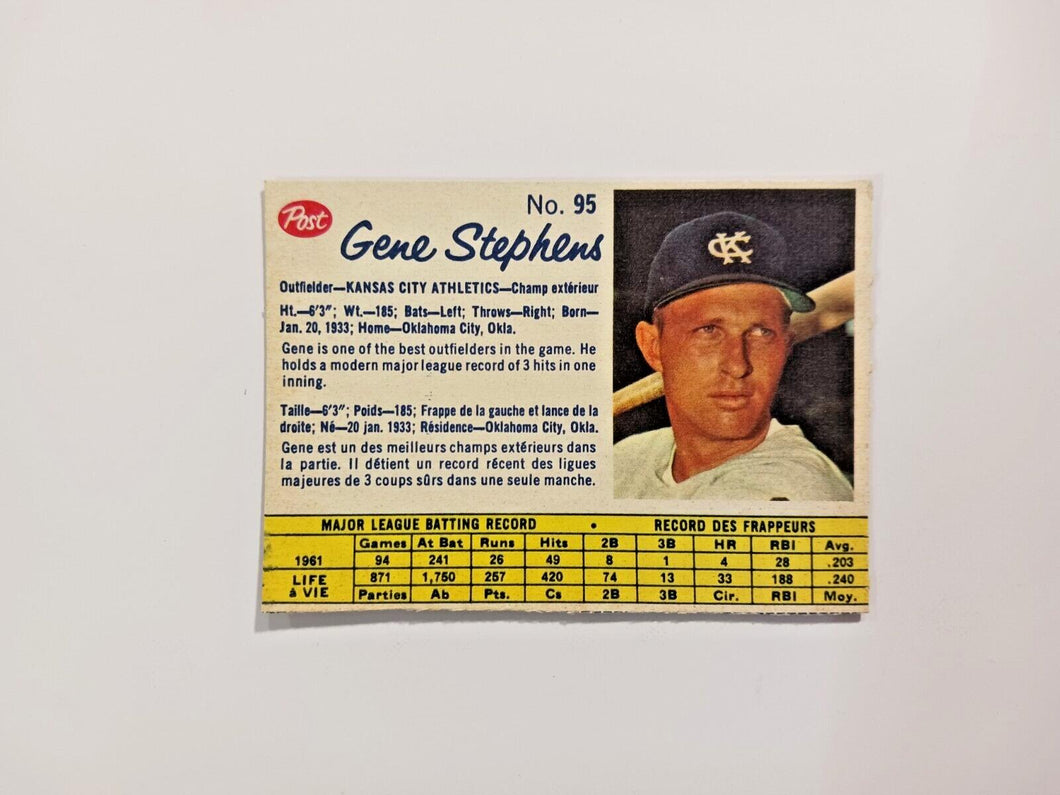 Post
No. 95
Gene Stephens
Outfielder—KANSAS CITY ATHLETICS—Champ extérieur
Ht.—6'3"; Wt.—185; Bats—Left; Throws—Right; Born—
Jan. 20, 1933; Home—Oklahoma City, Okla.
Gene is one of the best outfielders in the game. He
holds a modern major league record of 3 hits in one
inning.
Taille—6'3"; Poids—185; Frappe de la gauche et lance de la
droite; Né—20 jan. 1933; Résidence—Oklahoma City, Okla.
Gene est un des meilleurs champs extérieurs dans
la partie. Il détient un record récent des ligues
majeures de 3 coups sûrs dans une seule manche.
KC
MAJOR LEAGUE BATTING RECORD • RECORD DES FRAPPEURS
Games At Bat Runs Hits 2B 3B HR RBI Avg.
1961 94 241 26 49 8 1 4 28 .203
LIFE à VIE 871 1,750 257 420 74 13 33 188 .240
Parties Ab Pts. Cs 2B 3B Cir. RBI Moy.